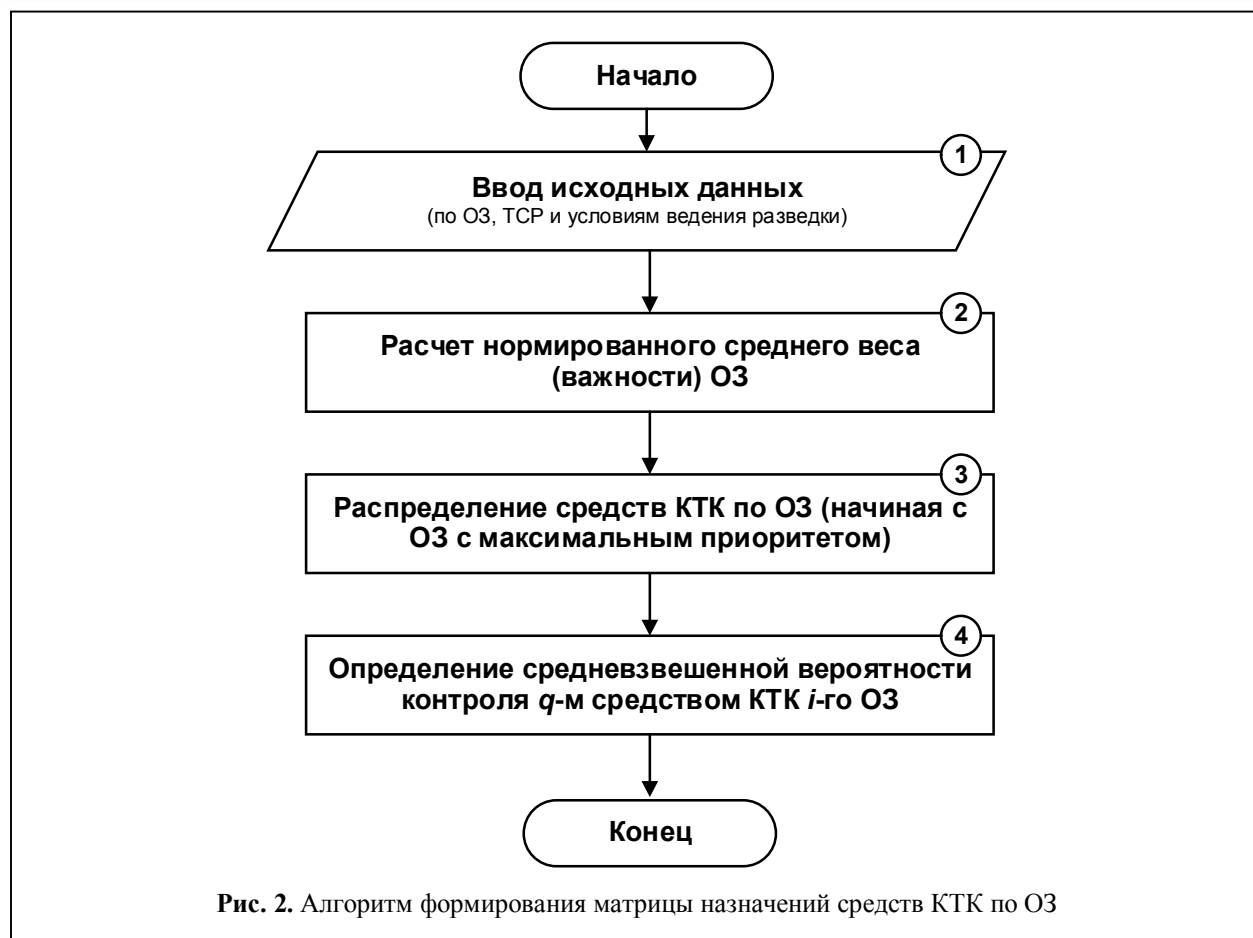 Начало
1
Ввод исходных данных
(по ОЗ, ТСР и условиям ведения разведки)
2
Расчет нормированного среднего веса
(важности) ОЗ
3
Распределение средств КТК по ОЗ (начиная с
ОЗ с максимальным приоритетом)
4
Определение средневзвешенной вероятности
контроля q-м средством КТК i-го ОЗ
Конец
Рис. 2. Алгоритм формирования матрицы назначений средств КТК по ОЗ